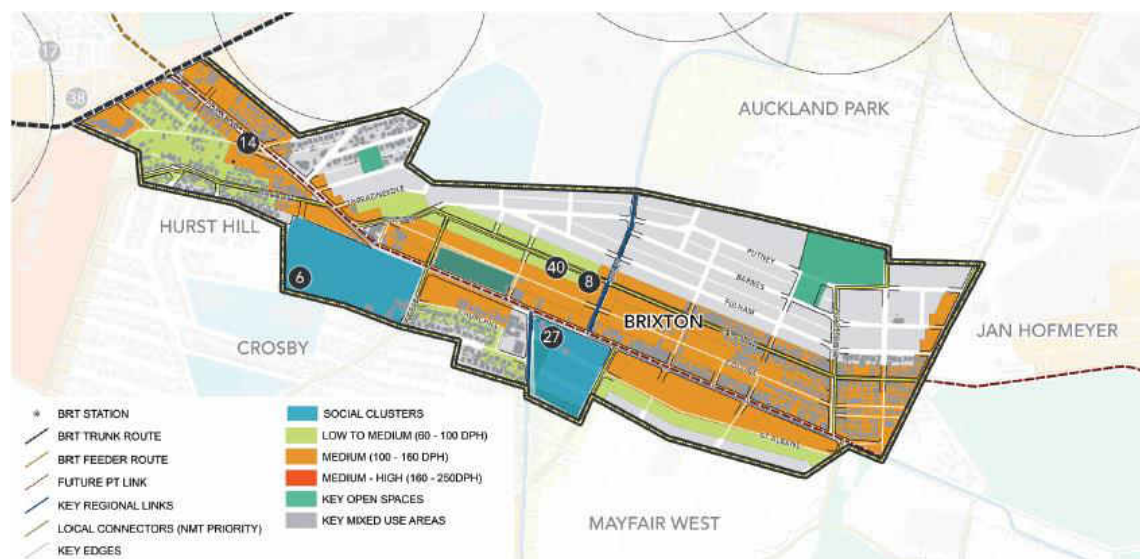 17
38
AUCKLAND PARK
14
THREADNEEDLE
HURST HILL
PUTNEY
40
8
BARNES
6
FULHAM
27
BRIXTON
CAROLINE
JAN HOFMEYER
CROSBY
COLLINS
ST ALBANS
MAYFAIR WEST
BRT STATION
BRT TRUNK ROUTE
BRT FEEDER ROUTE
FUTURE PT LINK
KEY REGIONAL LINKS
LOCAL CONNECTORS (NMT PRIORITY)
KEY EDGES
SOCIAL CLUSTERS
LOW TO MEDIUM (60 - 100 DPH)
MEDIUM (100 - 160 DPH)
MEDIUM - HIGH (160 - 250DPH)
KEY OPEN SPACES
KEY MIXED USE AREAS